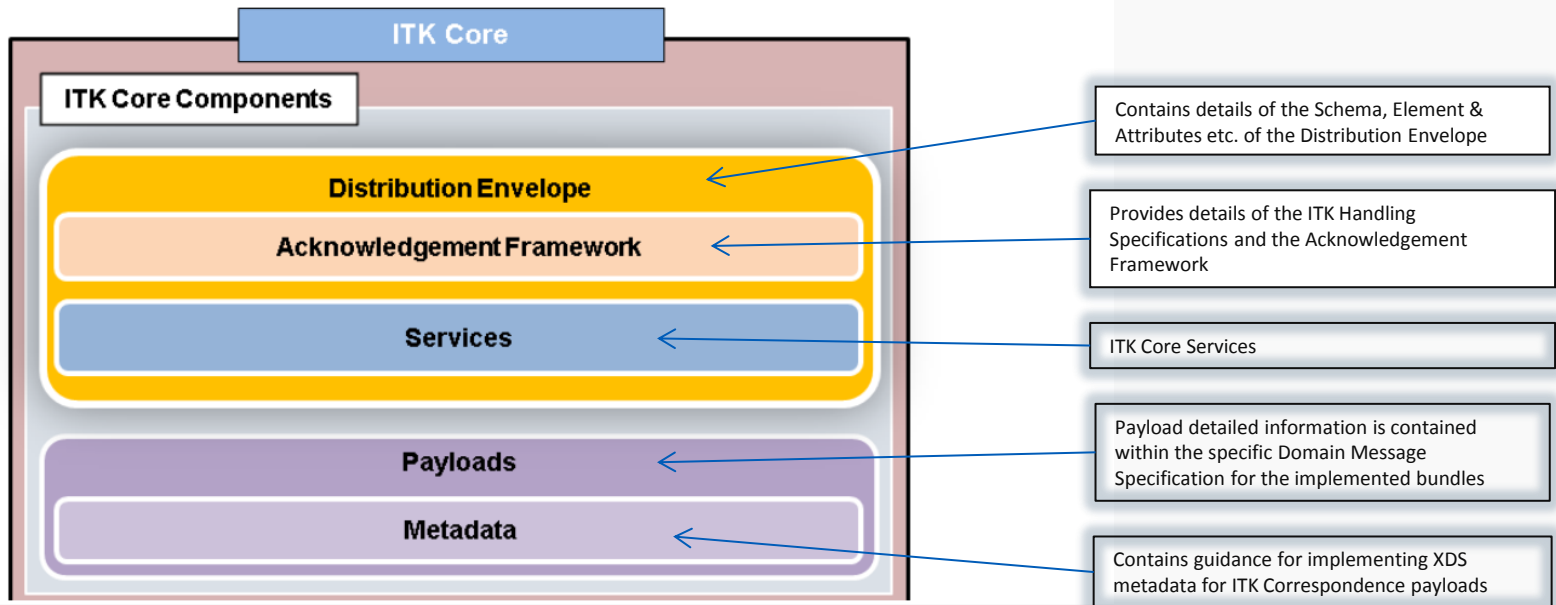 ITK Core
ITK Core Components
Distribution Envelope
Acknowledgement Framework
Services
Payloads
Metadata
Contains details of the Schema, Element &
Attributes etc. of the Distribution Envelope
Provides details of the ITK Handling
Specifications and the Acknowledgement
Framework
ITK Core Services
Payload detailed information is contained
within the specific Domain Message
Specification for the implemented bundles
Contains guidance for implementing XDS
metadata for ITK Correspondence payloads